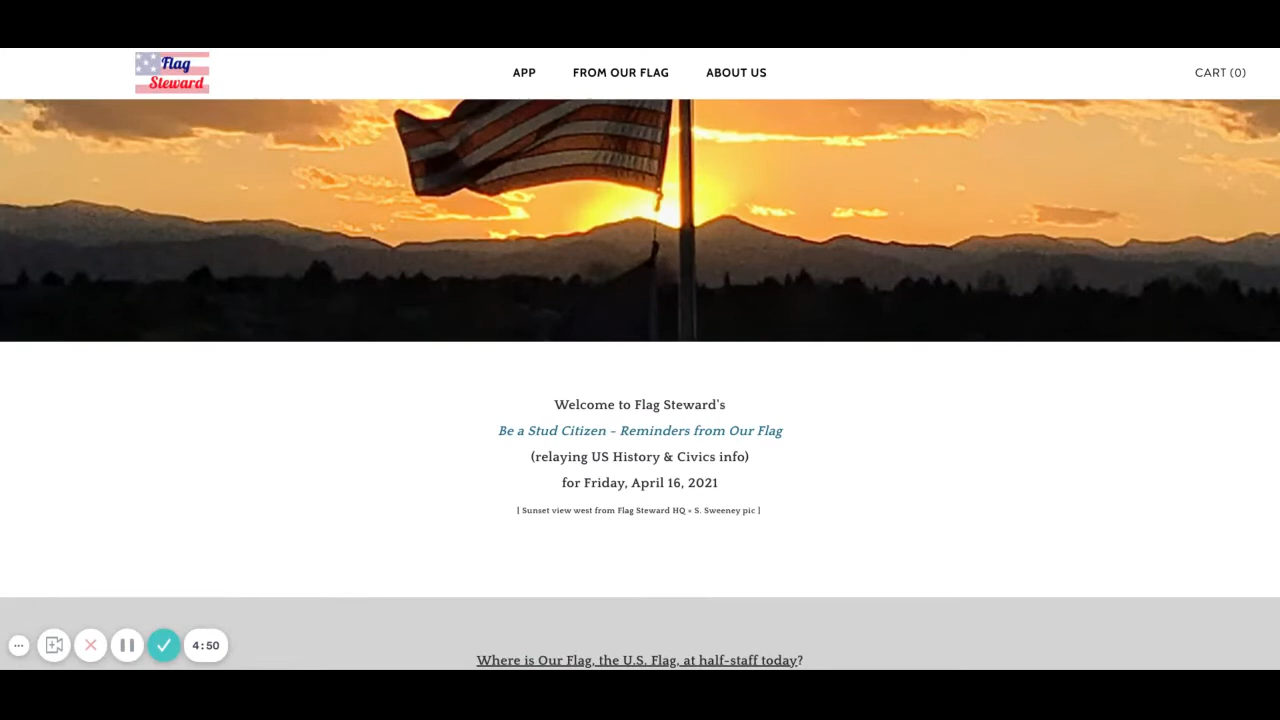 Flag
Steward
APP
FROM OUR FLAG
ABOUT US
CART (0)
Welcome to Flag Steward's
Be a Stud Citizen - Reminders from Our Flag
(relaying US History & Civics info)
for Friday, April 16, 2021
[ Sunset view west from Flag Steward HQ * S. Sweeney pic ]
4:50
Where is Our Flag, the U.S. Flag, at half-staff today?